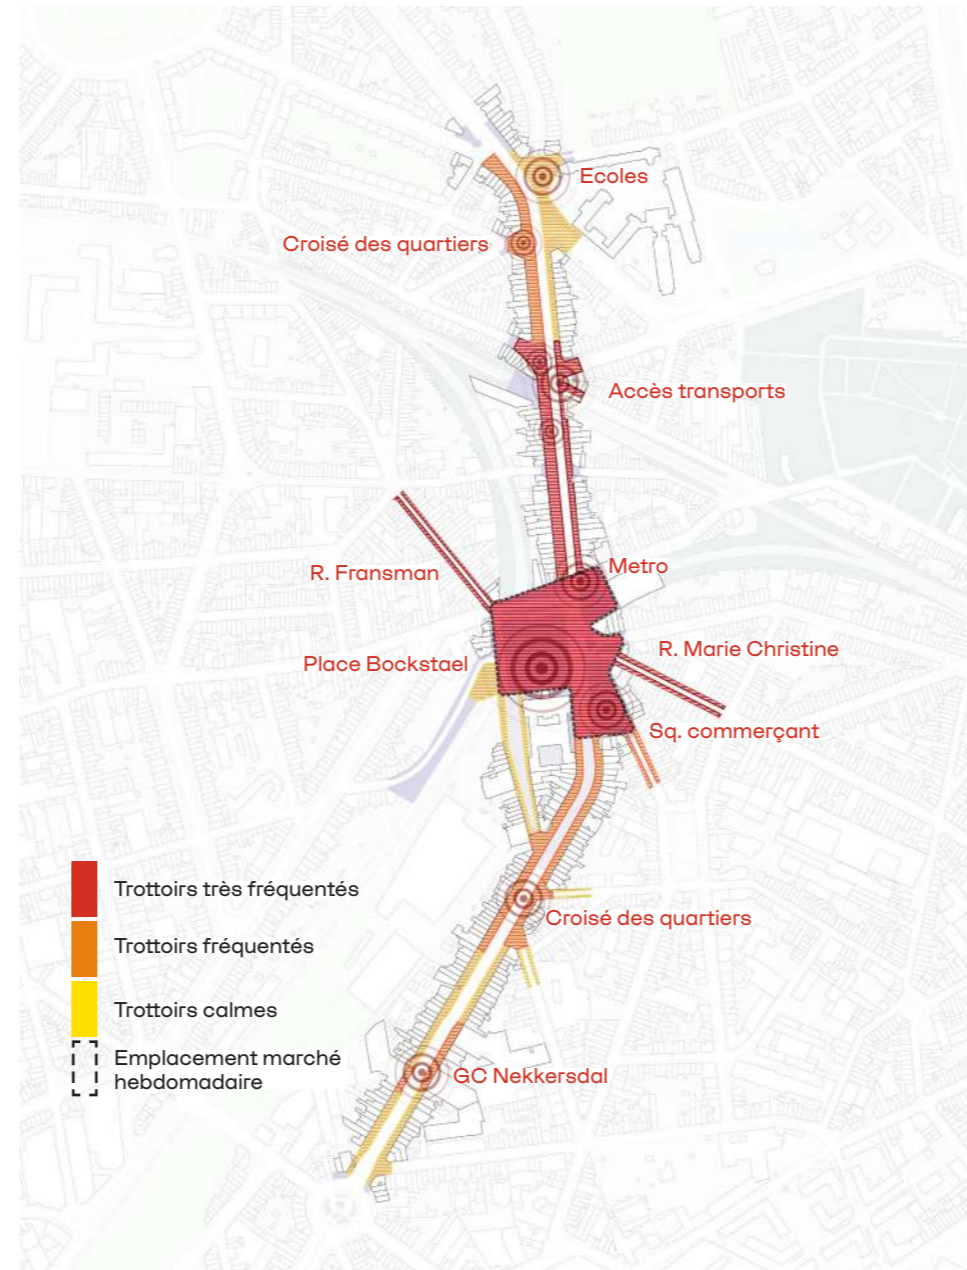 Ecoles
Croisé des quartiers
Accès transports
Metro
R. Fransman
R. Marie Christine
Place Bockstael
Sq. commerçant
Trottoirs très fréquentés
Croisé des quartiers
Trottoirs fréquentés
Trottoirs calmes
Emplacement marché
hebdomadaire
GC Nekkersdal